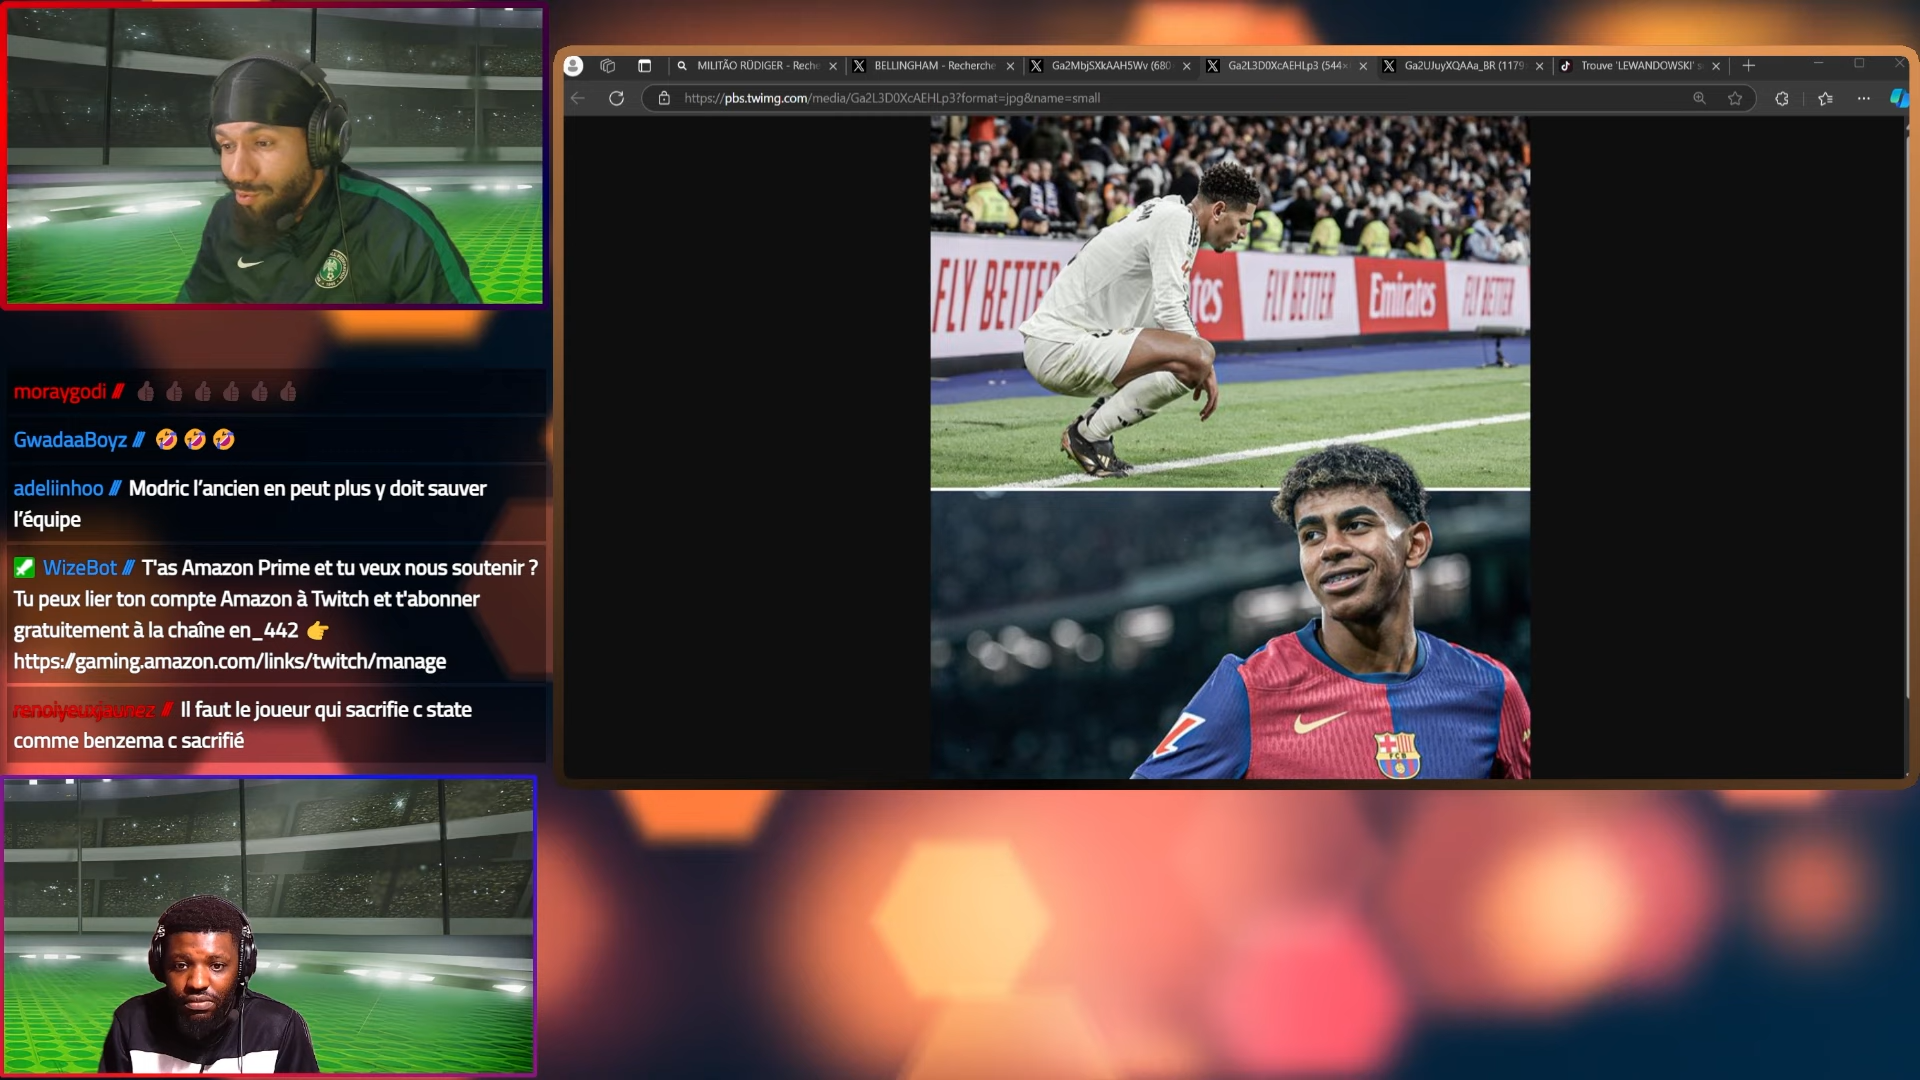 MILITÃO RÜDIGER - Reche
BELLINGHAM - Recherche
Ga2MbjSXkAAH5Wv (680
Ga2L3D0XcAEHLp3 (544×
Ga2UJuyXQAAa_BR (1179
Trouve 'LEWANDOWSKI' s
https://pbs.twimg.com/media/Ga2L3D0XcAEHLp3?format=jpg&name=small
FLY BETTER
FLY BETTER
Emirates
FLY BETTER
FCB
moraygodi //
GwadaaBoyz //
adeliinhoo // Modric l’ancien en peut plus y doit sauver
l’équipe
WizeBot // T'as Amazon Prime et tu veux nous soutenir ?
Tu peux lier ton compte Amazon à Twitch et t'abonner
gratuitement à la chaîne en_442
https://gaming.amazon.com/links/twitch/manage
renoiyeuxjaunez // Il faut le joueur qui sacrifie c state
comme benzema c sacrifié